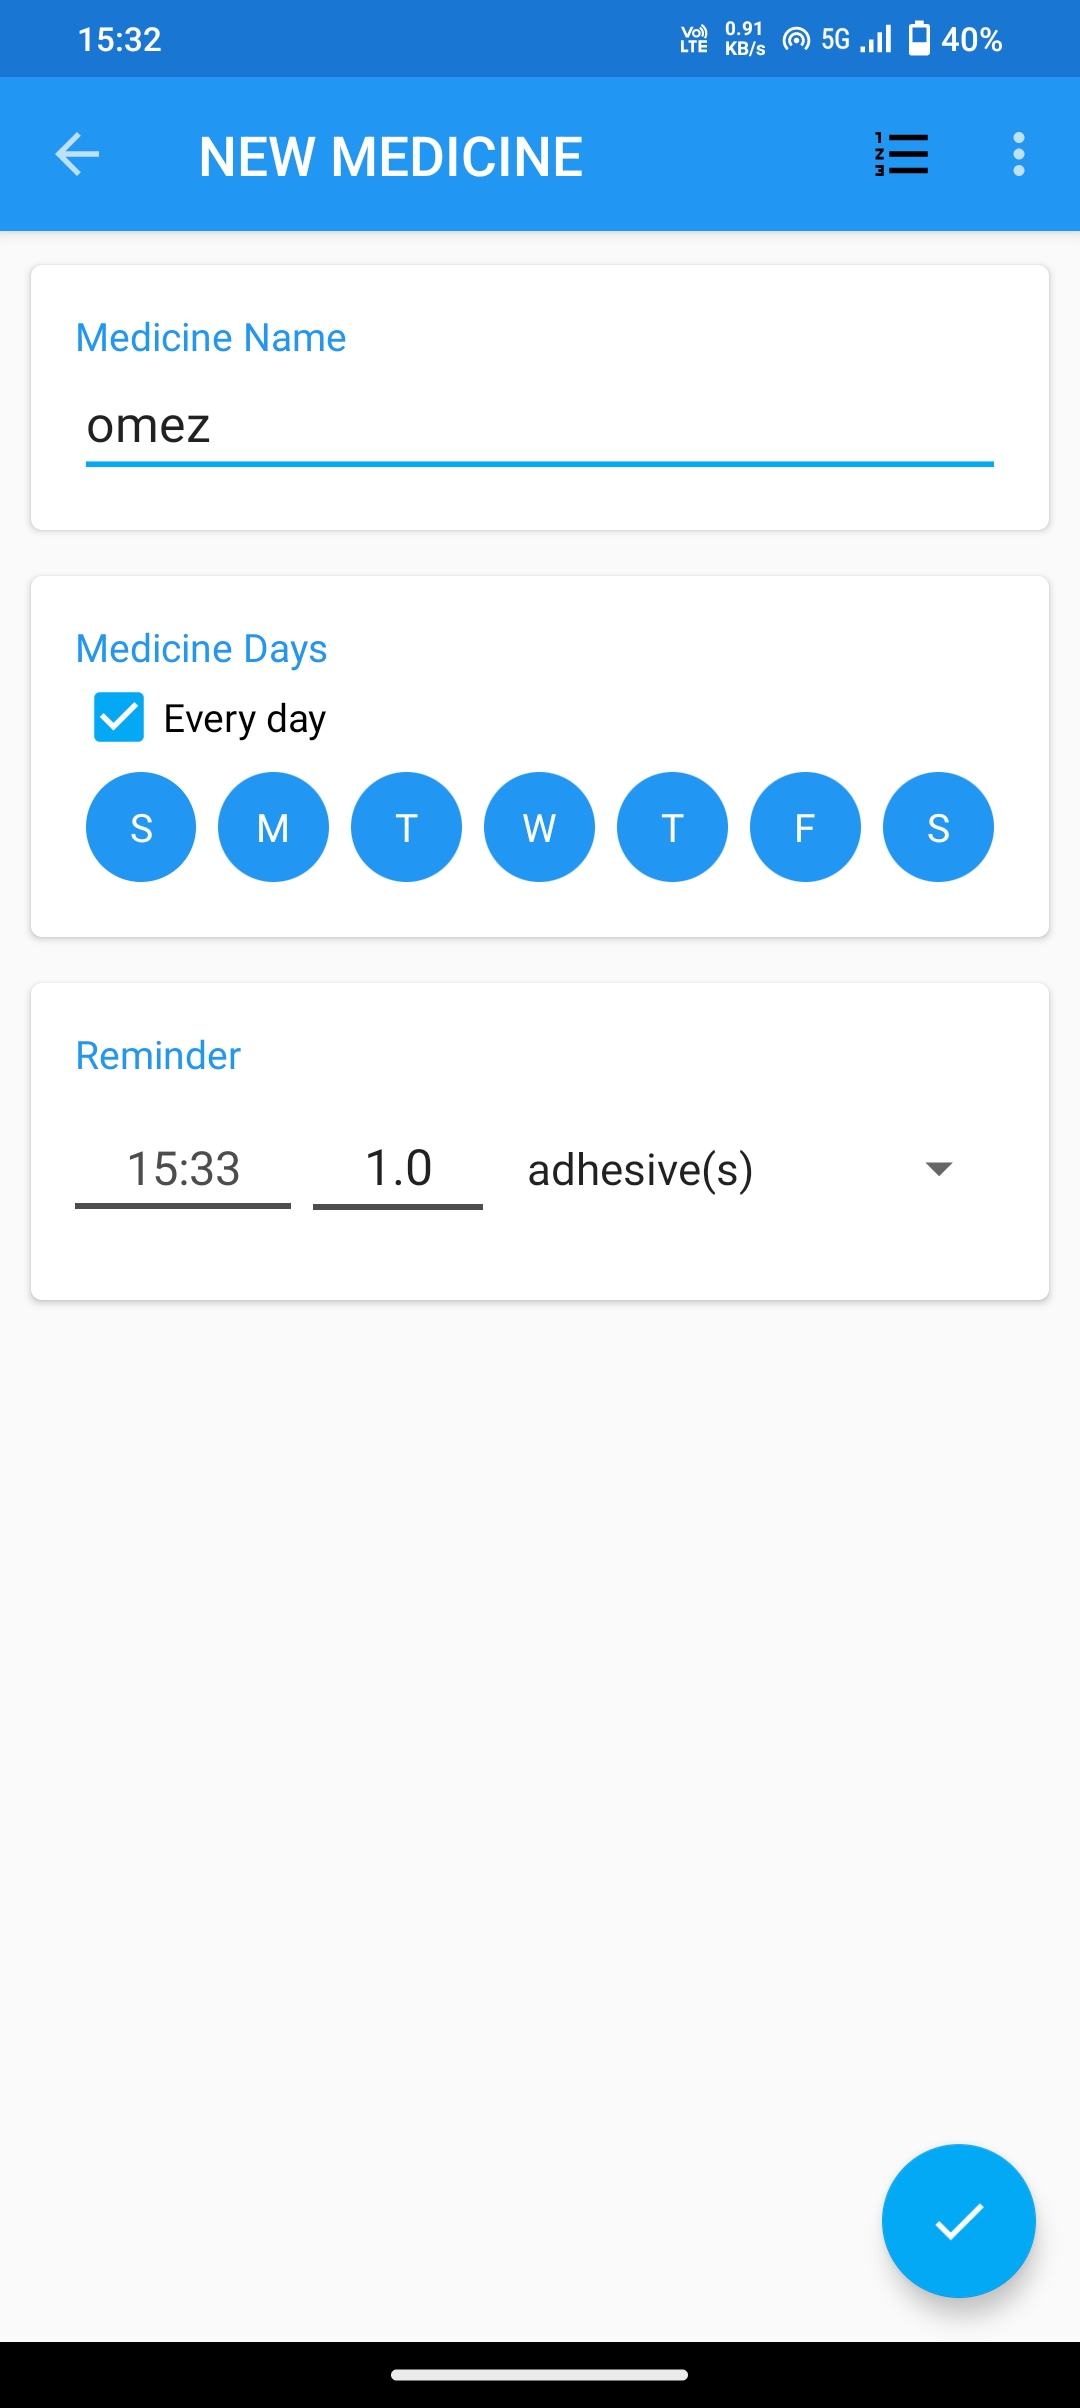 15:32 Vo) LTE 0.91 KB/s 5G 40%
NEW MEDICINE
Medicine Name
omez
Medicine Days
Every day
S M T W T F S
Reminder
15:33 1.0 adhesive(s)